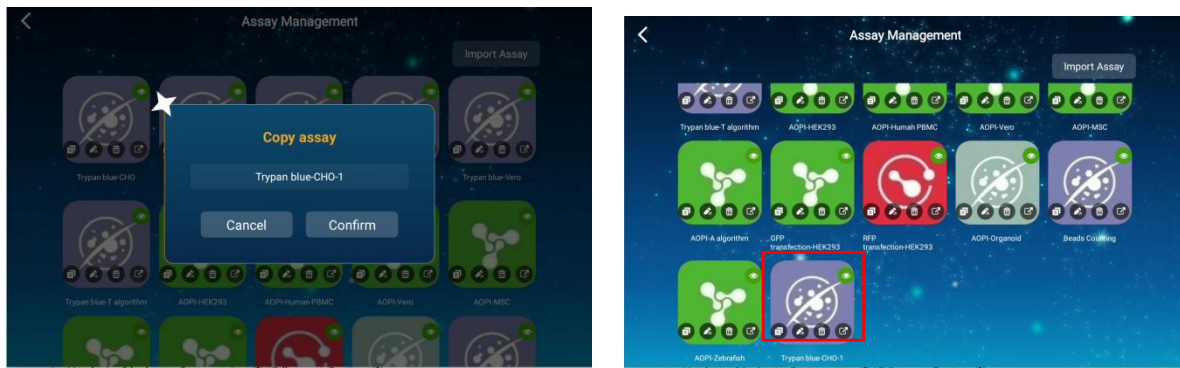 Assay Management
Import Assay
Copy assay
Trypan blue-CHO-1
Cancel
Confirm
Trypan blue-CHO
Trypan blue-Vero
Trypan blue-T algorithm
AOPI-HEK293
AOPI-Human PBMC
AOPI-Vero
AOPI-MSC
Assay Management
Import Assay
Trypan blue-T algorithm
AOPI-HEK293
AOPI-Human PBMC
AOPI-Vero
AOPI-MSC
AOPI-A algorithm
GFP
transfection-HEK293
RFP
transfection-HEK293
AOPI-Organoid
Beads Counting
AOPI-Zebrafish
Trypan blue-CHO-1